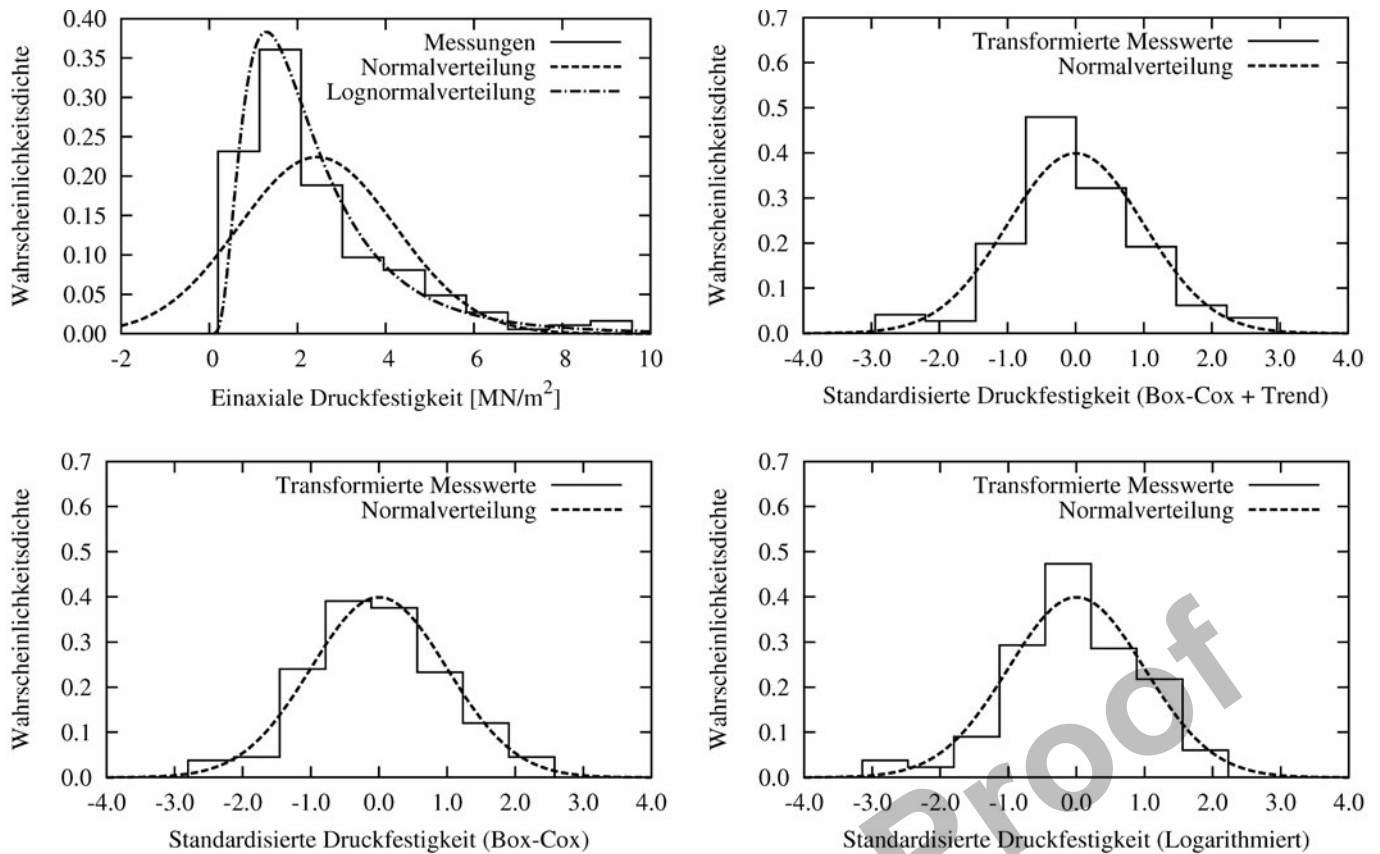 Wahrscheinlichkeitsdichte
0.40
0.35
0.30
0.25
0.20
0.15
0.10
0.05
0.00
Messungen
Normalverteilung
Lognormalverteilung
-2 0 2 4 6 8 10
Einaxiale Druckfestigkeit [MN/m²]
Wahrscheinlichkeitsdichte
0.7
0.6
0.5
0.4
0.3
0.2
0.1
0.0
Transformierte Messwerte
Normalverteilung
-4.0 -3.0 -2.0 -1.0 0.0 1.0 2.0 3.0 4.0
Standardisierte Druckfestigkeit (Box-Cox + Trend)
Wahrscheinlichkeitsdichte
0.7
0.6
0.5
0.4
0.3
0.2
0.1
0.0
Transformierte Messwerte
Normalverteilung
-4.0 -3.0 -2.0 -1.0 0.0 1.0 2.0 3.0 4.0
Standardisierte Druckfestigkeit (Box-Cox)
Wahrscheinlichkeitsdichte
0.7
0.6
0.5
0.4
0.3
0.2
0.1
0.0
Transformierte Messwerte
Normalverteilung
-4.0 -3.0 -2.0 -1.0 0.0 1.0 2.0 3.0 4.0
Standardisierte Druckfestigkeit (Logarithmiert)
Proof